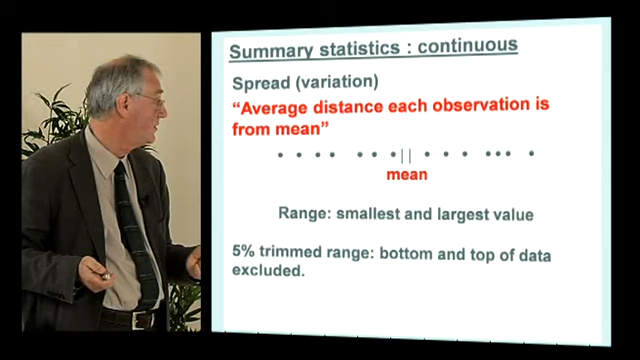 Summary statistics : continuous
Spread (variation)
“Average distance each observation is
from mean”
mean
Range: smallest and largest value
5% trimmed range: bottom and top of data
excluded.